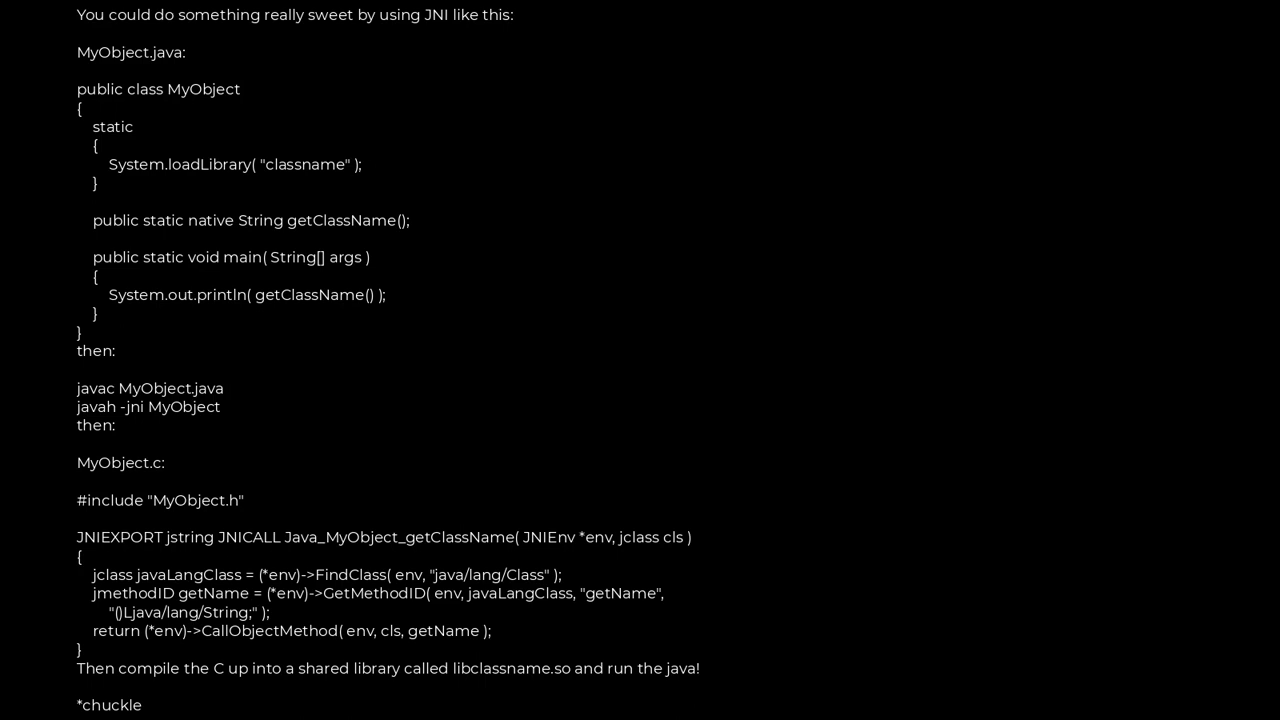 You could do something really sweet by using JNI like this:
MyObject.java:
public class MyObject
{
    static
    {
        System.loadLibrary( "classname" );
    }
    public static native String getClassName();
    public static void main( String[] args )
    {
        System.out.println( getClassName() );
    }
}
then:
javac MyObject.java
javah -jni MyObject
then:
MyObject.c:
#include "MyObject.h"
JNIEXPORT jstring JNICALL Java_MyObject_getClassName( JNIEnv *env, jclass cls )
{
    jclass javaLangClass = (*env)->FindClass( env, "java/lang/Class" );
    jmethodID getName = (*env)->GetMethodID( env, javaLangClass, "getName",
        "()Ljava/lang/String;" );
    return (*env)->CallObjectMethod( env, cls, getName );
}
Then compile the C up into a shared library called libclassname.so and run the java!
*chuckle